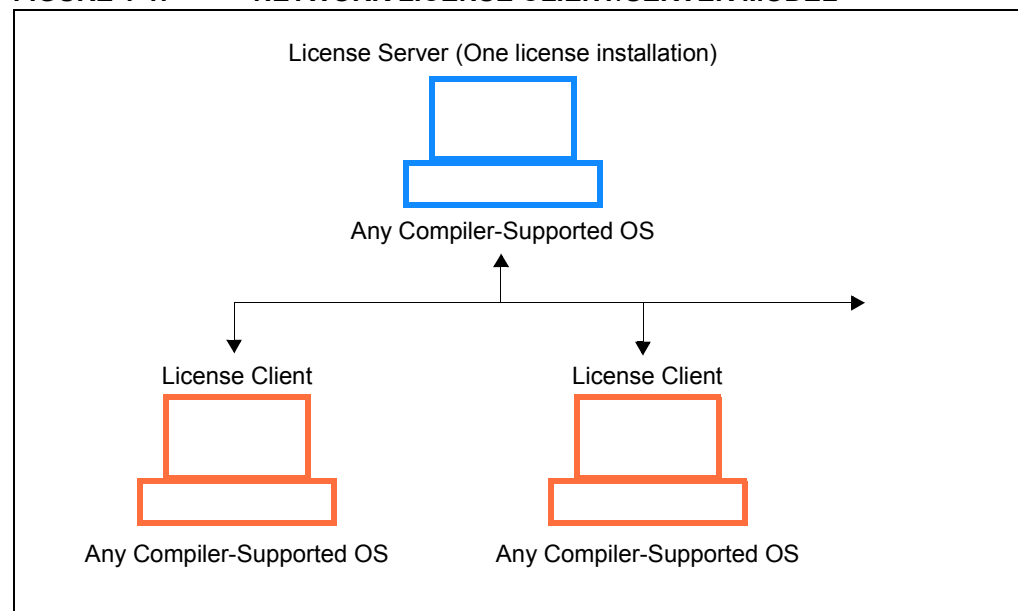 License Server (One license installation)
Any Compiler-Supported OS
License Client
License Client
Any Compiler-Supported OS
Any Compiler-Supported OS